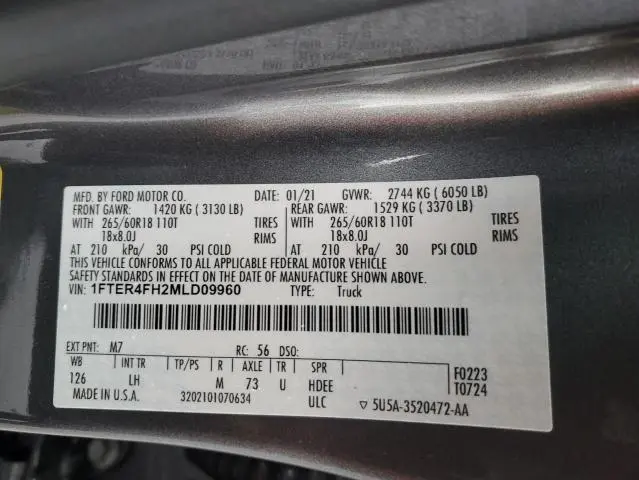 MFD. BY FORD MOTOR CO. DATE: 01/21 GVWR: 2744 KG ( 6050 LB)
FRONT GAWR: 1420 KG ( 3130 LB) REAR GAWR: 1529 KG ( 3370 LB)
WITH 265/60R18 110T TIRES WITH 265/60R18 110T TIRES
18x8.0J RIMS 18x8.0J RIMS
AT 210 kPa/ 30 PSI COLD AT 210 kPa/ 30 PSI COLD
THIS VEHICLE CONFORMS TO ALL APPLICABLE FEDERAL MOTOR VEHICLE
SAFETY STANDARDS IN EFFECT ON THE DATE OF MANUFACTURE SHOWN ABOVE.
VIN: 1FTER4FH2MLD09960 TYPE: Truck
EXT PNT: M7 RC: 56 DSO:
WB INT TR TP/PS R AXLE TR SPR F0223
126 LH M 73 U HDEE T0724
MADE IN U.S.A. 3202101070634 ULC 5U5A-3520472-AA